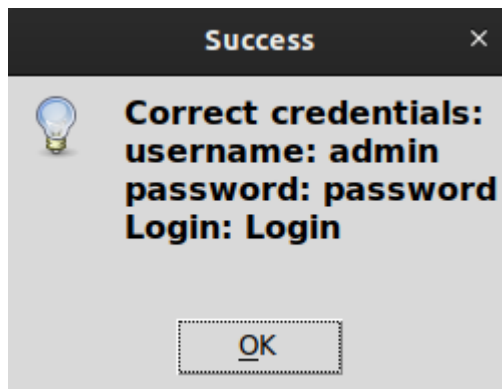 Success ×
Correct credentials:
username: admin
password: password
Login: Login
OK